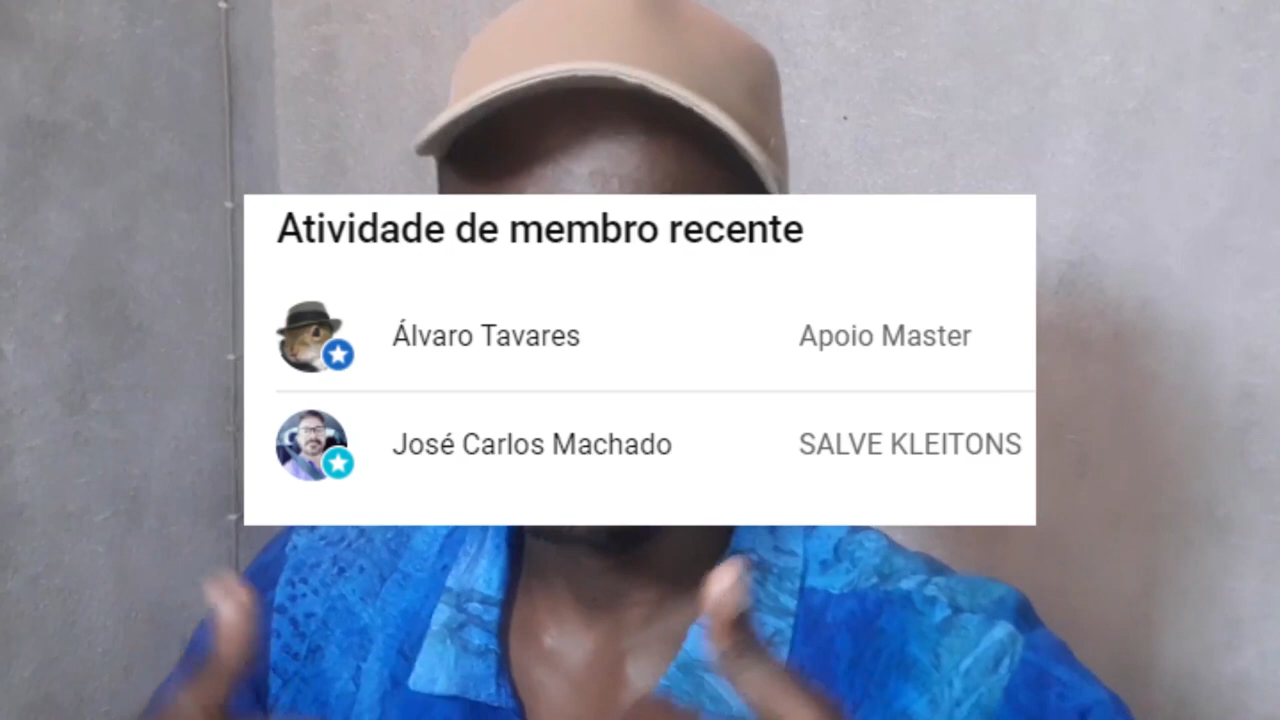 Atividade de membro recente
Álvaro Tavares Apoio Master
José Carlos Machado SALVE KLEITONS